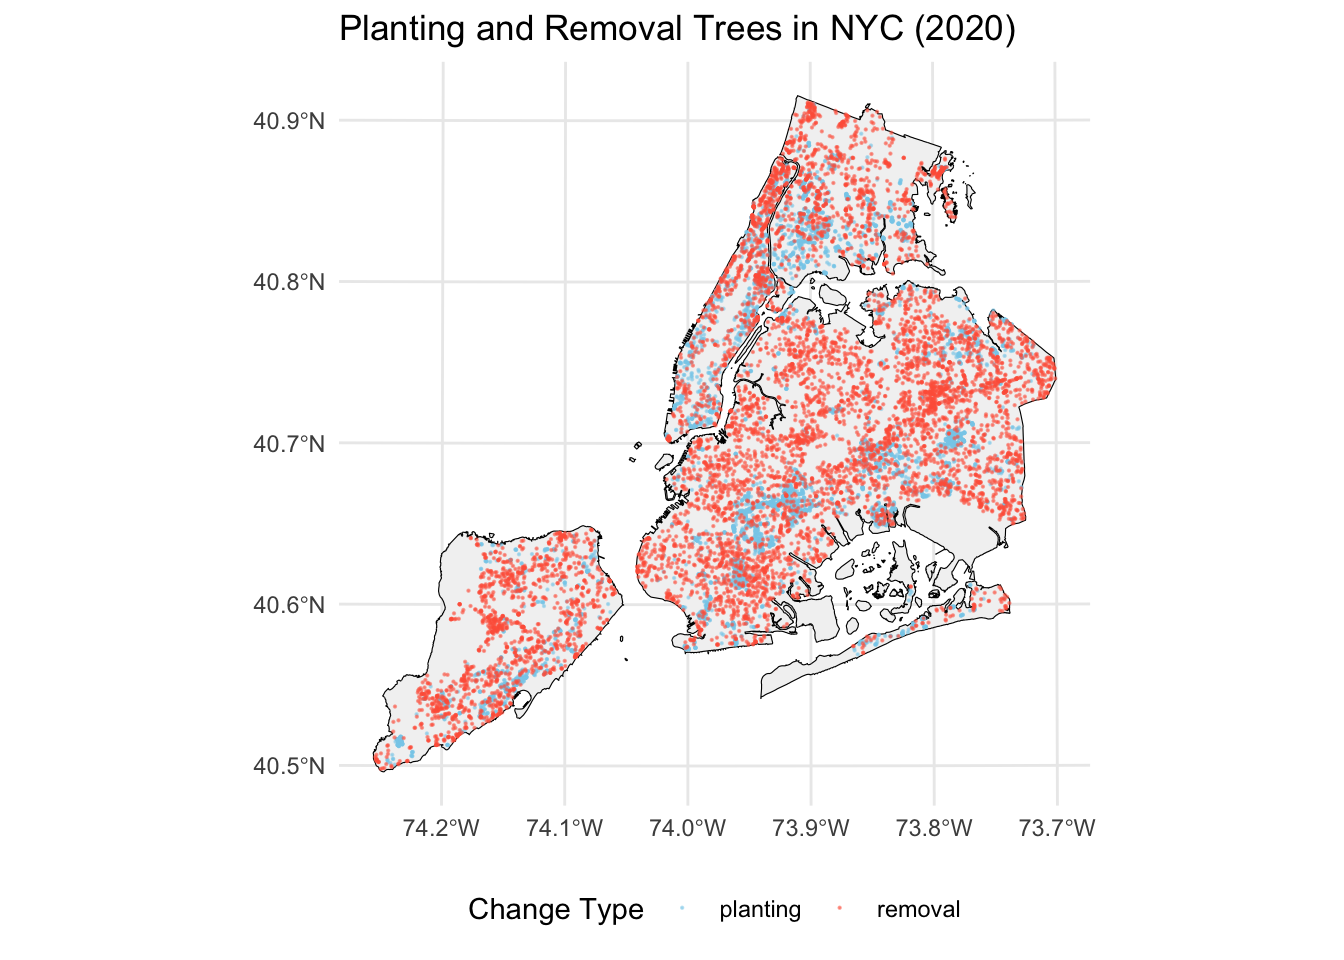 Planting and Removal Trees in NYC (2020)
40.9°N
40.8°N
40.7°N
40.6°N
40.5°N
74.2°W 74.1°W 74.0°W 73.9°W 73.8°W 73.7°W
Change Type planting removal